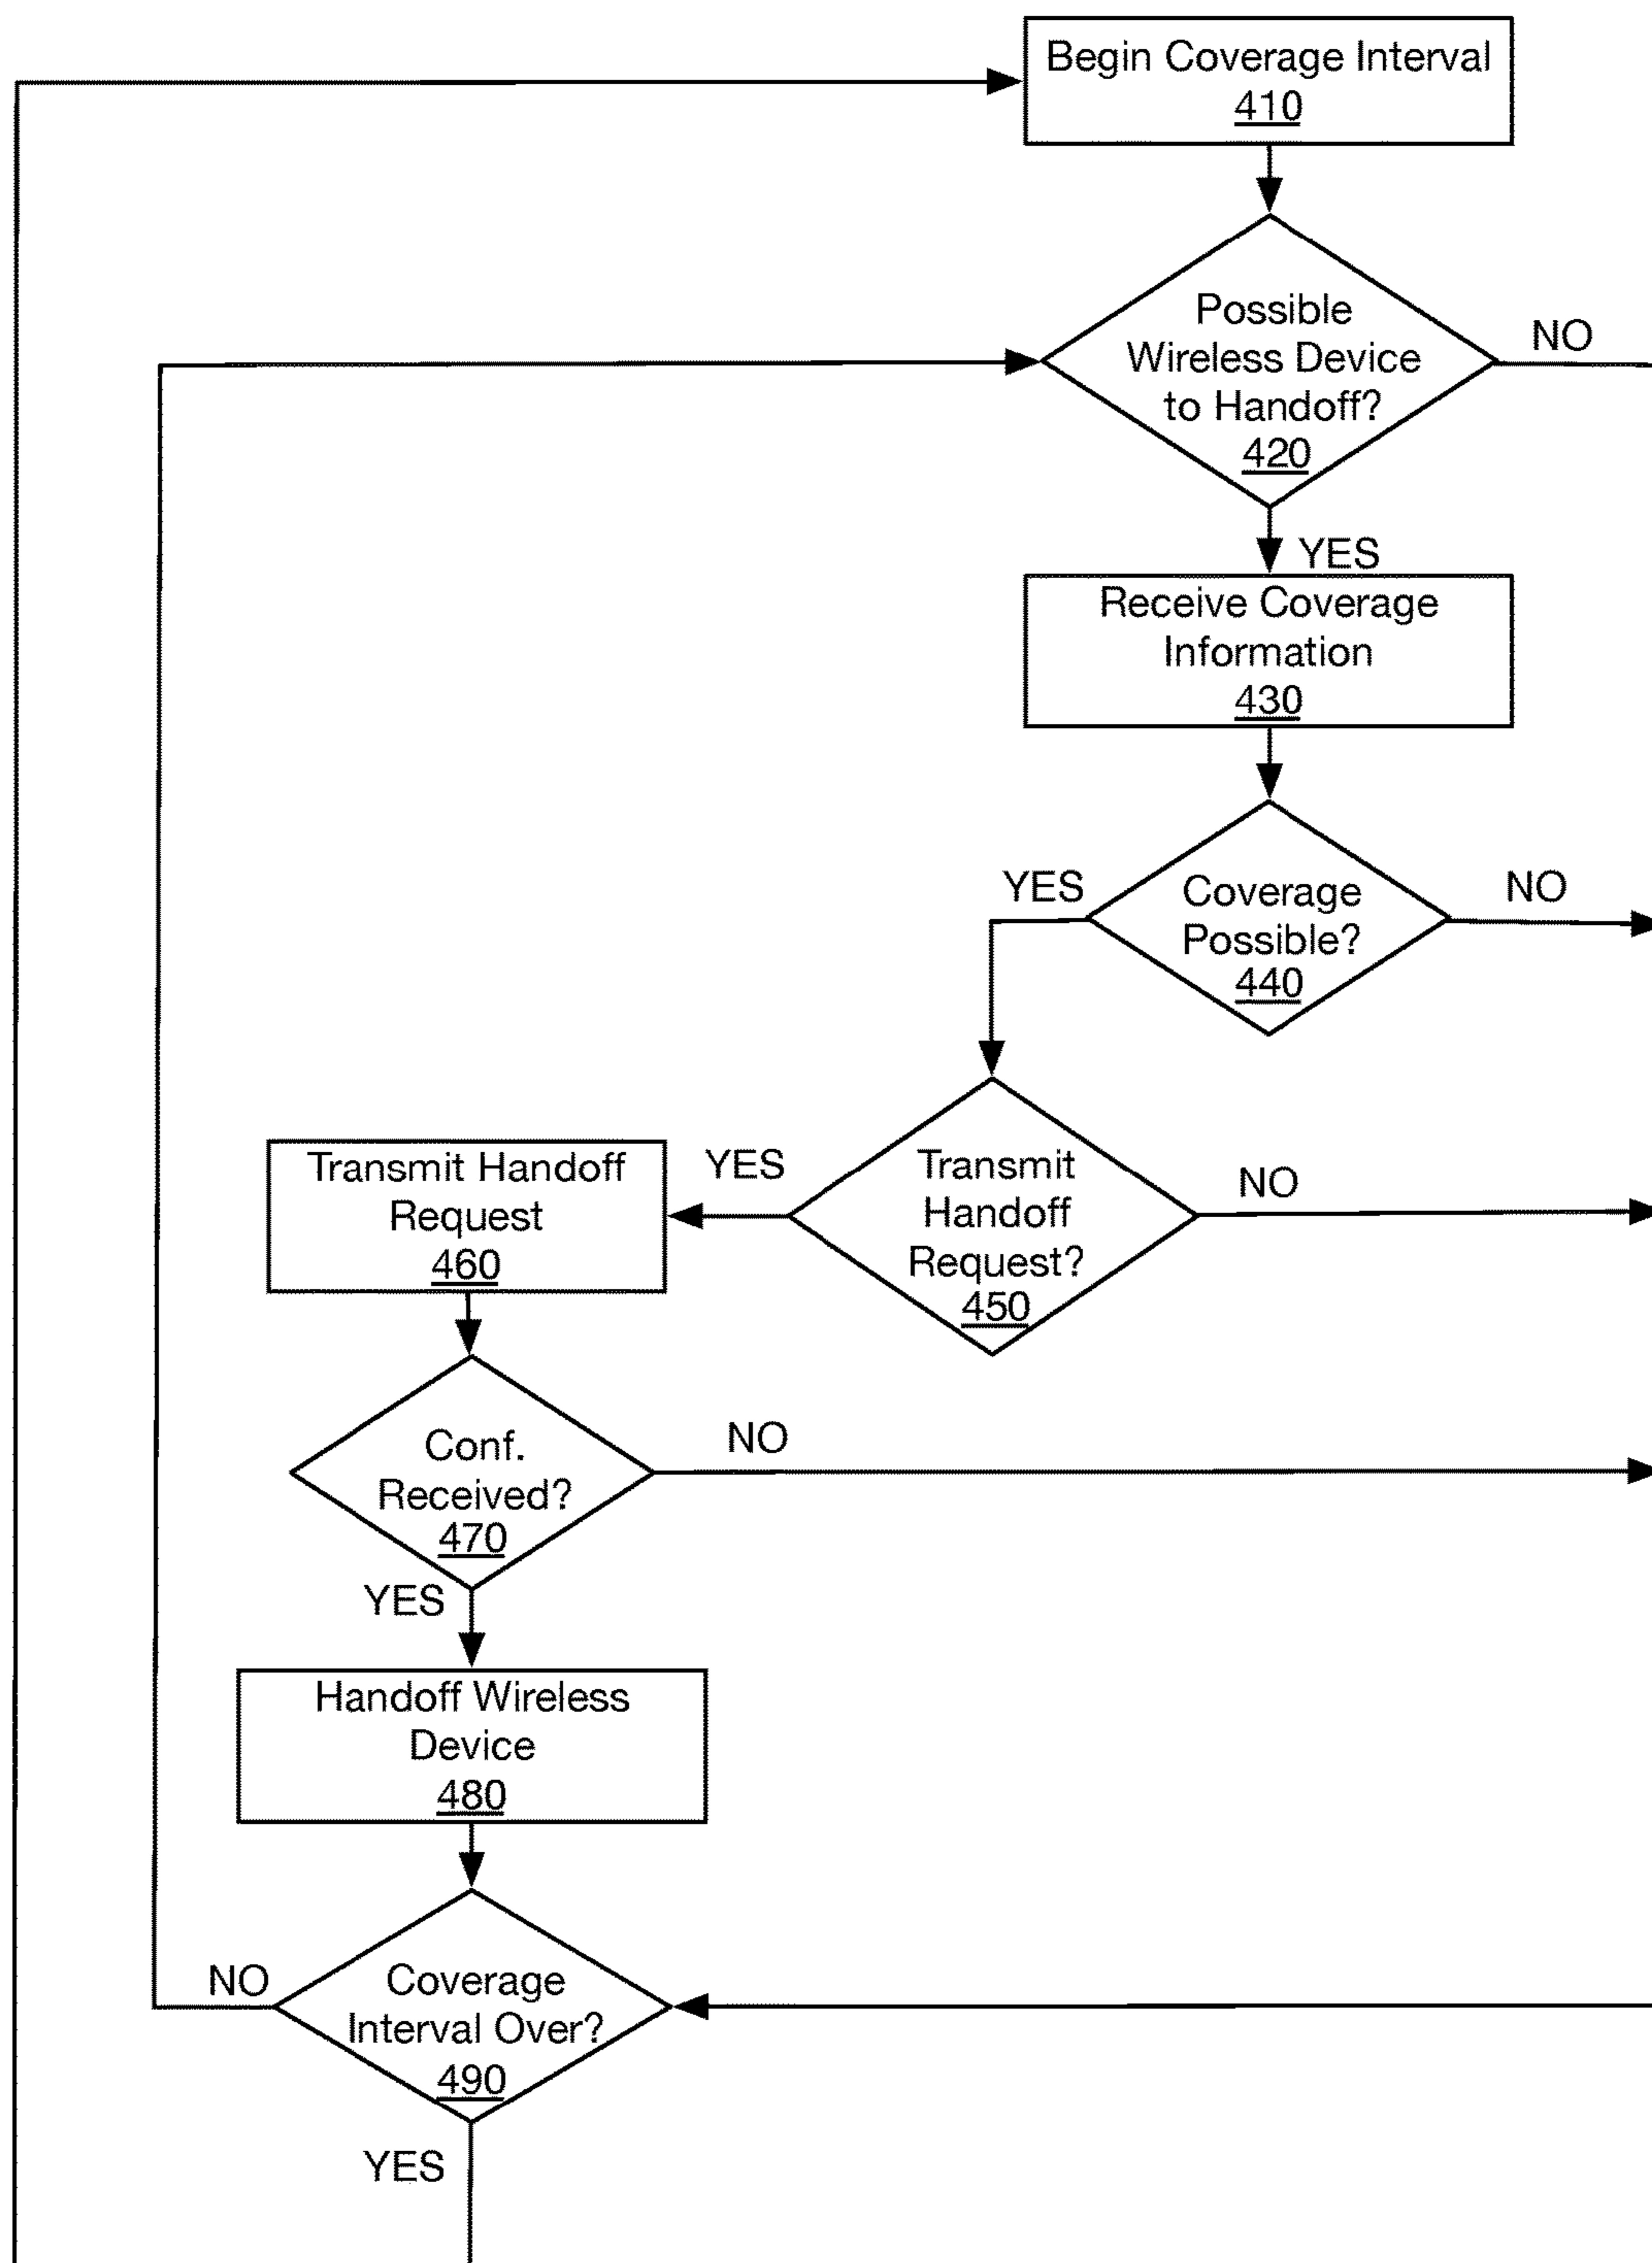 Begin Coverage Interval
410
Possible
Wireless Device
to Handoff?
420
NO
YES
Receive Coverage
Information
430
Coverage
Possible?
440
YES
NO
Transmit
Handoff
Request?
450
YES
NO
Transmit Handoff
Request
460
Conf.
Received?
470
NO
YES
Handoff Wireless
Device
480
Coverage
Interval Over?
490
NO
YES